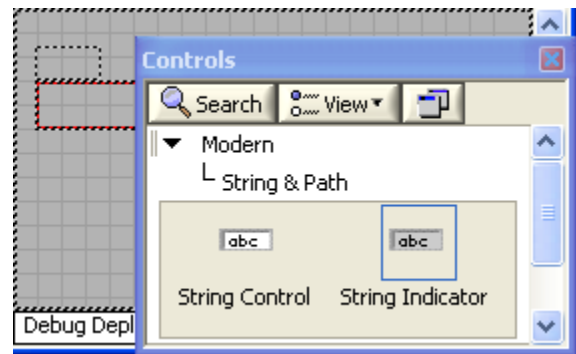 Controls
Search View
Modern
String & Path
abc abc
String Control String Indicator
Debug Depl